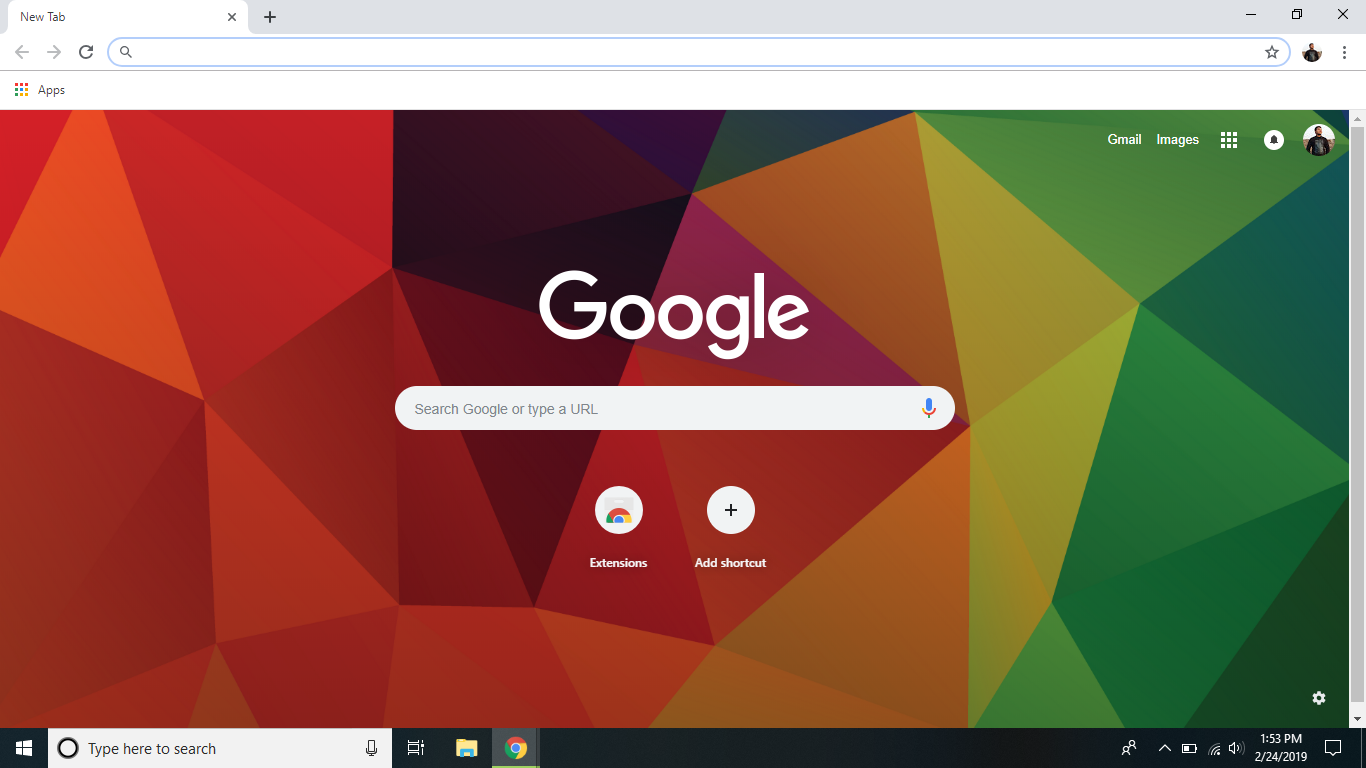 New Tab
Apps
Gmail Images
Google
Search Google or type a URL
Extensions
Add shortcut
Type here to search
1:53 PM
2/24/2019